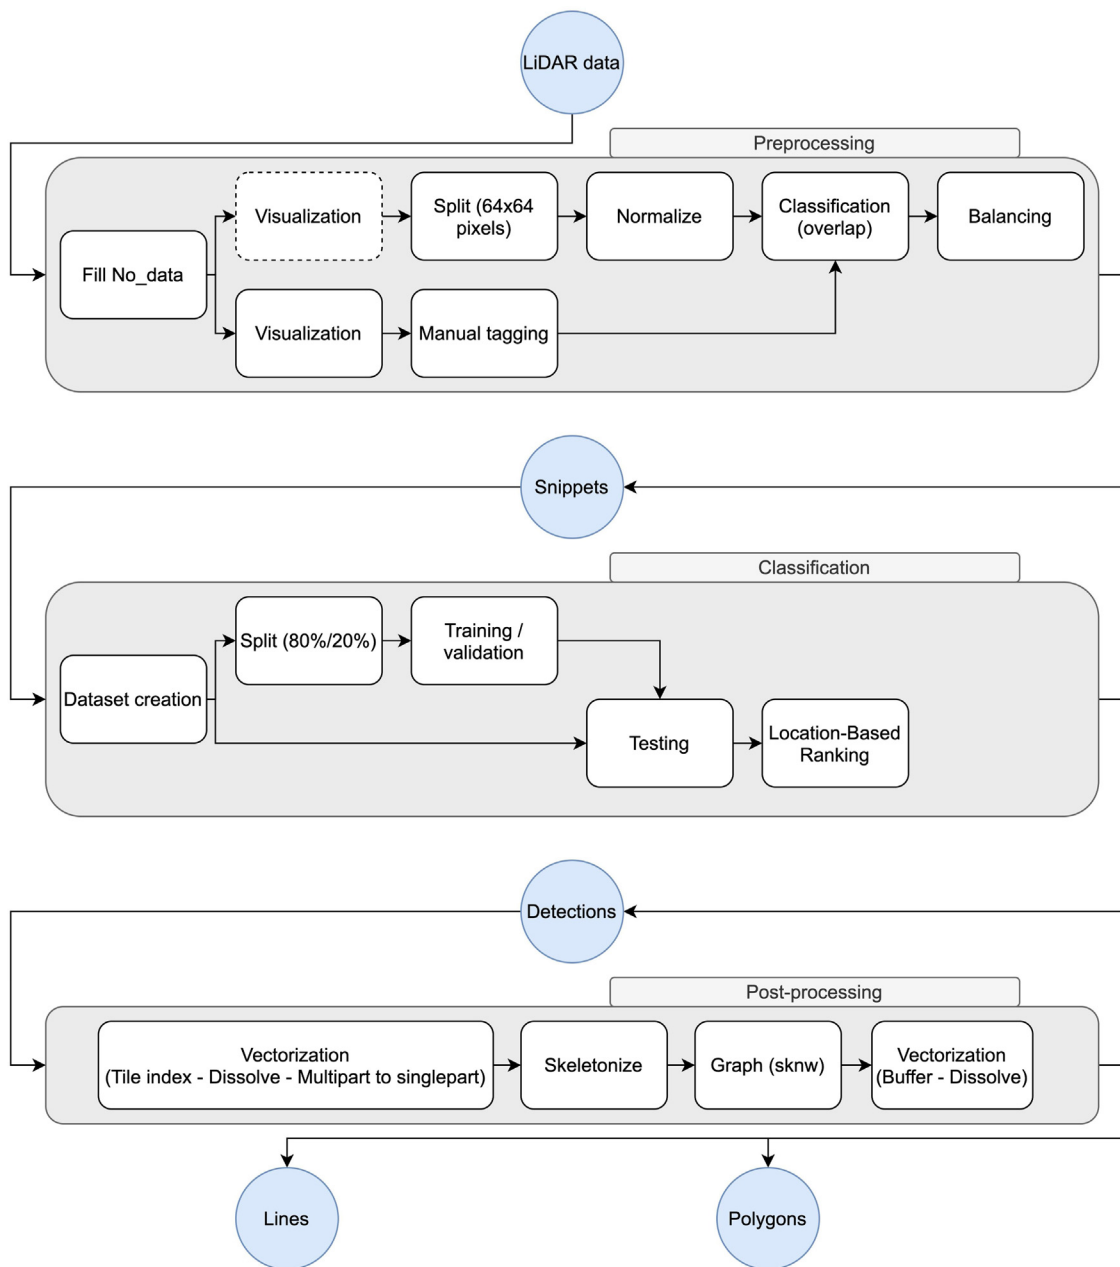 LiDAR data
Preprocessing
Visualization
Split (64x64
pixels)
Normalize
Classification
(overlap)
Balancing
Fill No_data
Visualization
Manual tagging
Snippets
Classification
Split (80%/20%)
Training /
validation
Dataset creation
Testing
Location-Based
Ranking
Detections
Post-processing
Vectorization
(Tile index - Dissolve - Multipart to singlepart)
Skeletonize
Graph (sknw)
Vectorization
(Buffer - Dissolve)
Lines
Polygons